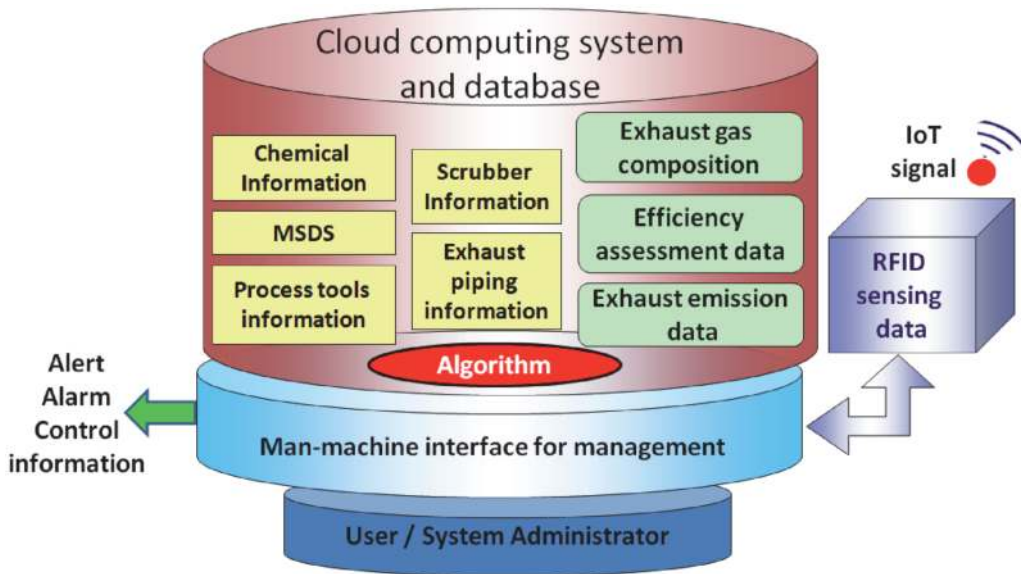 Cloud computing system
and database
Chemical
Information
MSDS
Process tools
information
Scrubber
Information
Exhaust
piping
information
Exhaust gas
composition
Efficiency
assessment data
Exhaust emission
data
Algorithm
IoT
signal
RFID
sensing
data
Alert
Alarm
Control
information
Man-machine interface for management
User / System Administrator